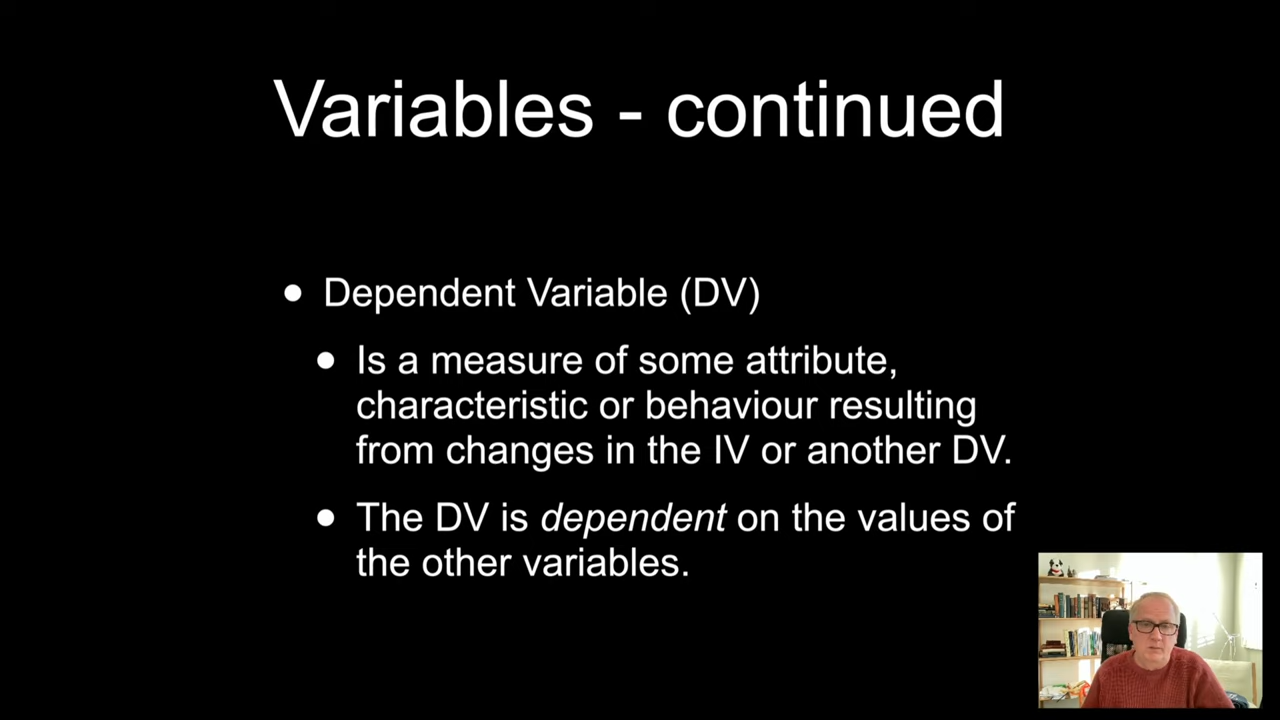 Variables - continued
• Dependent Variable (DV)
• Is a measure of some attribute,
characteristic or behaviour resulting
from changes in the IV or another DV.
• The DV is dependent on the values of
the other variables.